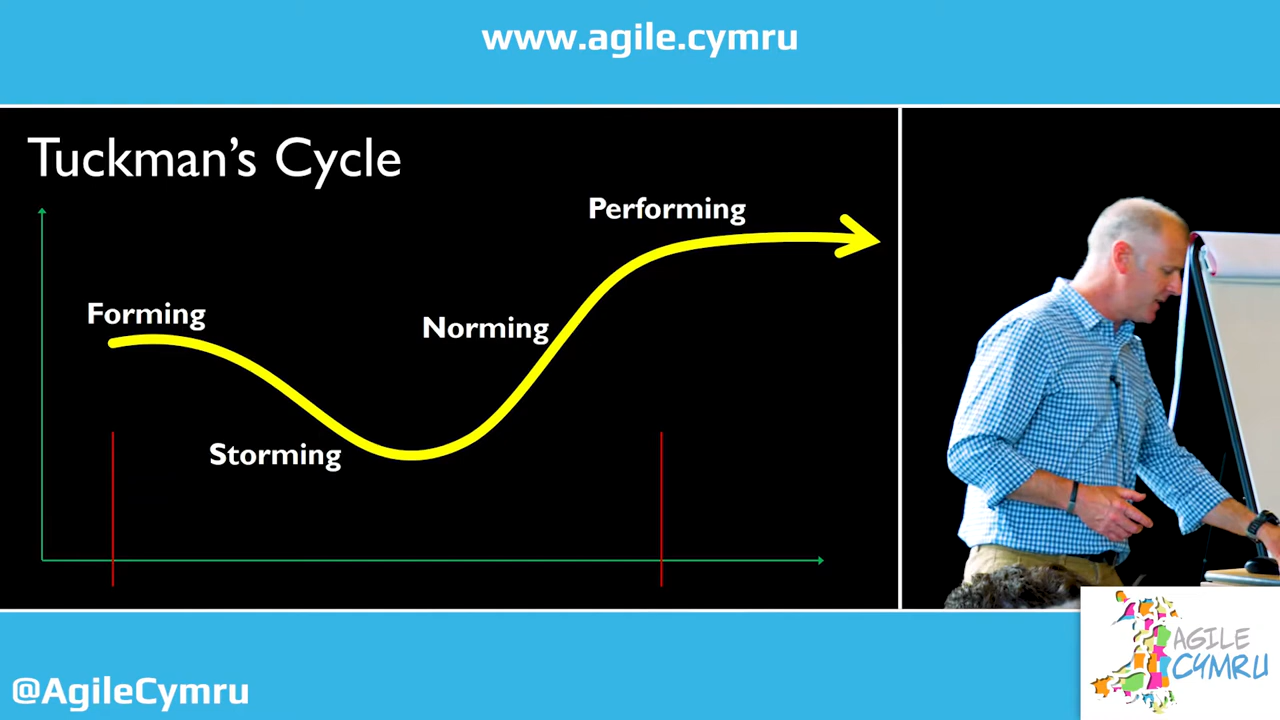 www.agile.cymru
Tuckman's Cycle
Performing
Forming
Norming
Storming
@AgileCymru
AGILE
CYMRU